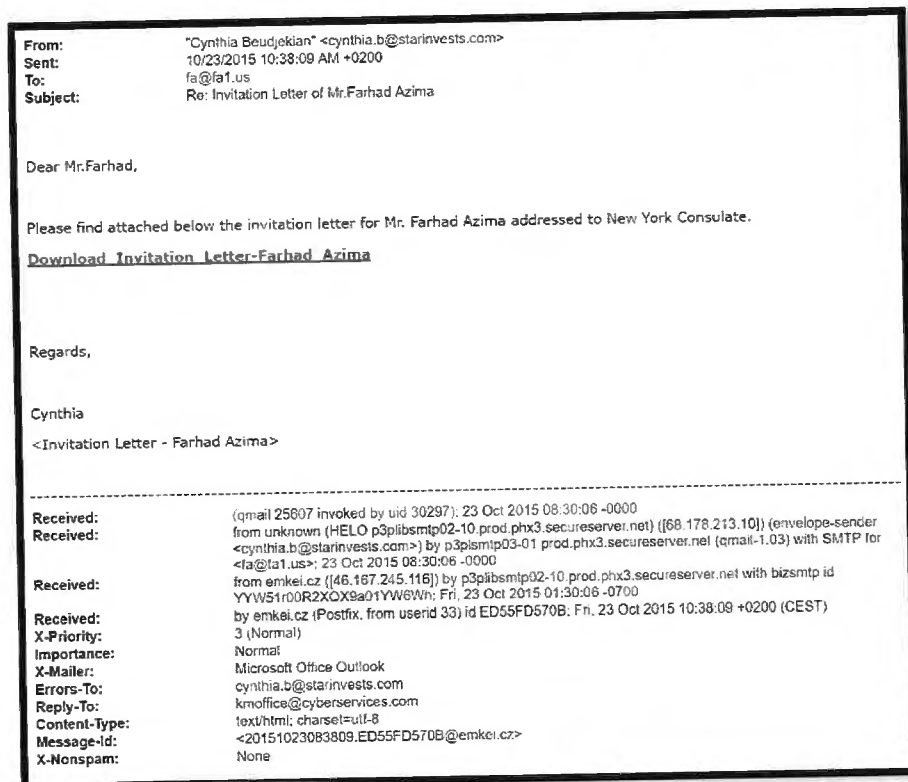 From: "Cynthia Beudjekian" <cynthia.b@starinvests.com>
Sent: 10/23/2015 10:38:09 AM +0200
To: fa@fa1.us
Subject: Re: Invitation Letter of Mr.Farhad Azima
Dear Mr.Farhad,
Please find attached below the invitation letter for Mr. Farhad Azima addressed to New York Consulate.
Download Invitation Letter-Farhad Azima
Regards,
Cynthia
<Invitation Letter - Farhad Azima>
Received: (qmail 25607 invoked by uid 30297); 23 Oct 2015 08:30:06 -0000
Received: from unknown (HELO p3plibsmtp02-10.prod.phx3.secureserver.net) ([68.178.213.10]) (envelope-sender
<cynthia.b@starinvests.com>) by p3plsmtp03-01 prod.phx3.secureserver.net (qmail-1.03) with SMTP for
<fa@fa1.us>; 23 Oct 2015 08:30:06 -0000
Received: from emkei.cz ([46.167.245.116]) by p3plibsmtp02-10.prod.phx3.secureserver.net with bizsmtp id
YYW51r00R2XOX9a01YW6Wh; Fri, 23 Oct 2015 01:30:06 -0700
Received: by emkei.cz (Postfix, from userid 33) id ED55FD570B; Fri, 23 Oct 2015 10:38:09 +0200 (CEST)
X-Priority: 3 (Normal)
Importance: Normal
X-Mailer: Microsoft Office Outlook
Errors-To: cynthia.b@starinvests.com
Reply-To: kmoffice@cyberservices.com
Content-Type: text/html; charset=utf-8
Message-Id: <20151023083809.ED55FD570B@emkei.cz>
X-Nonspam: None